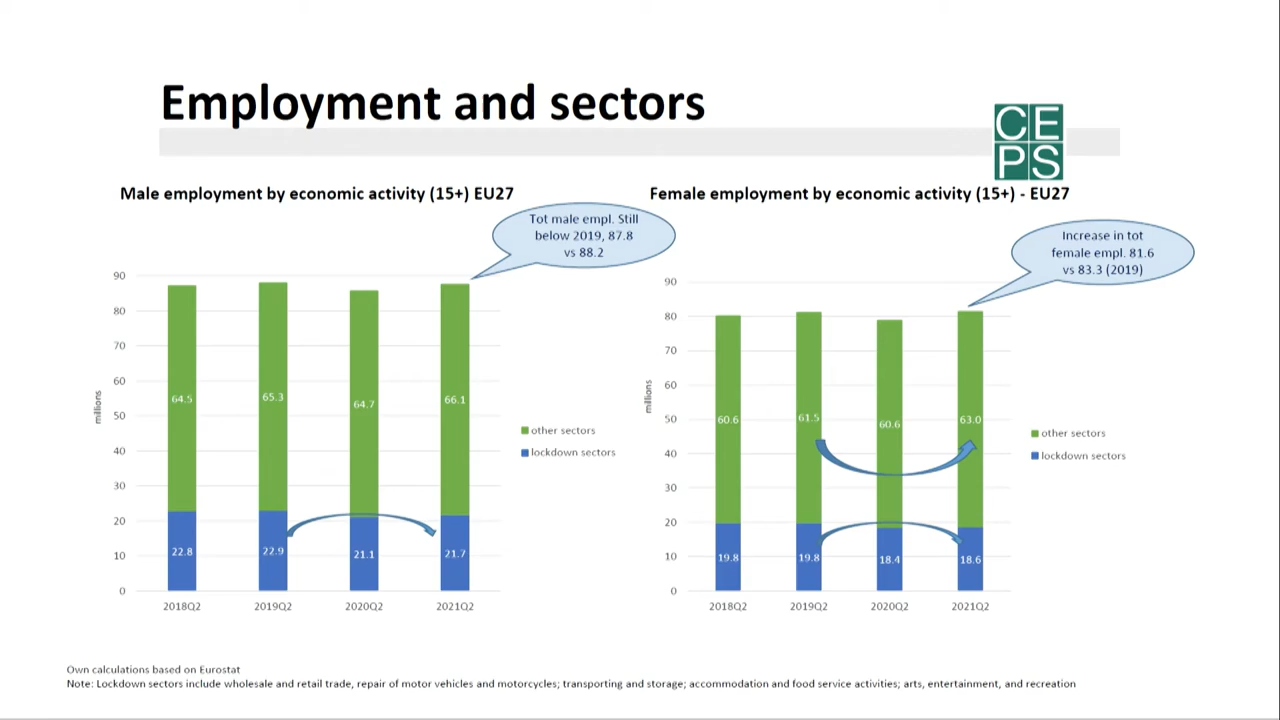 Employment and sectors
CE
PS
Male employment by economic activity (15+) EU27
Tot male empl. Still
below 2019, 87.8
vs 88.2
90
80
70
60
50
40
30
20
10
0
millions
64.5
65.3
64.7
66.1
22.8
22.9
21.1
21.7
2018Q2
2019Q2
2020Q2
2021Q2
other sectors
lockdown sectors
Female employment by economic activity (15+) - EU27
Increase in tot
female empl. 81.6
vs 83.3 (2019)
90
80
70
60
50
40
30
20
10
0
millions
60.6
61.5
60.6
63.0
19.8
19.8
18.4
18.6
2018Q2
2019Q2
2020Q2
2021Q2
other sectors
lockdown sectors
Own calculations based on Eurostat
Note: Lockdown sectors include wholesale and retail trade, repair of motor vehicles and motorcycles; transporting and storage; accommodation and food service activities; arts, entertainment, and recreation